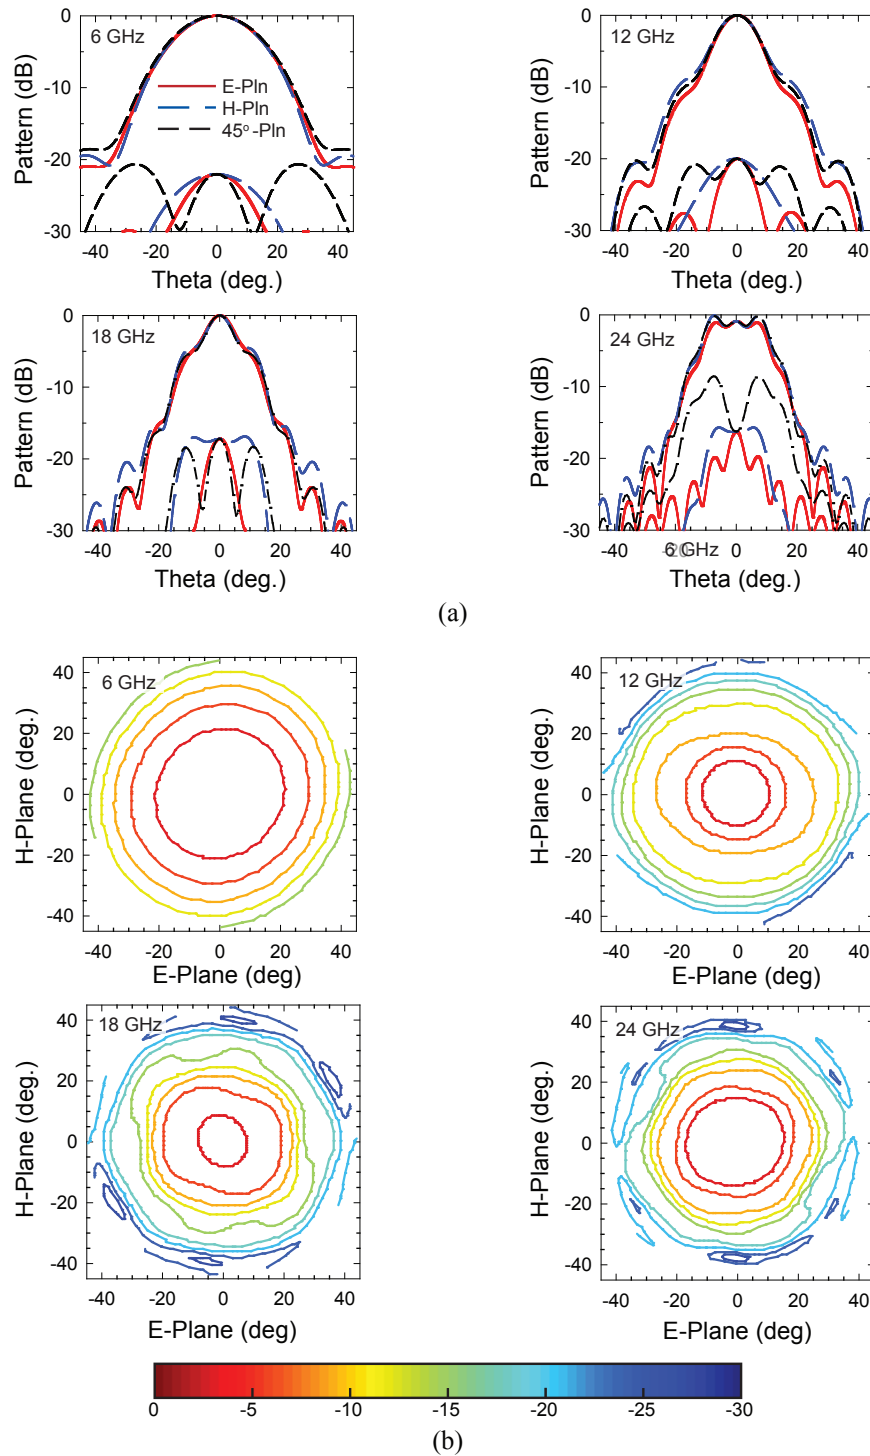 6 GHz
Pattern (dB)
0
-10
-20
-30
E-Pln
H-Pln
45°-Pln
-40 -20 0 20 40
Theta (deg.)
12 GHz
Pattern (dB)
0
-10
-20
-30
-40 -20 0 20 40
Theta (deg.)
18 GHz
Pattern (dB)
0
-10
-20
-30
-40 -20 0 20 40
Theta (deg.)
24 GHz
Pattern (dB)
0
-10
-20
-30
-40 -20 0 20 40
6 GHz
Theta (deg.)
(a)
6 GHz
H-Plane (deg.)
40
20
0
-20
-40
-40 -20 0 20 40
E-Plane (deg)
12 GHz
H-Plane (deg.)
40
20
0
-20
-40
-40 -20 0 20 40
E-Plane (deg)
18 GHz
H-Plane (deg.)
40
20
0
-20
-40
-40 -20 0 20 40
E-Plane (deg)
24 GHz
H-Plane (deg.)
40
20
0
-20
-40
-40 -20 0 20 40
E-Plane (deg)
0 -5 -10 -15 -20 -25 -30
(b)